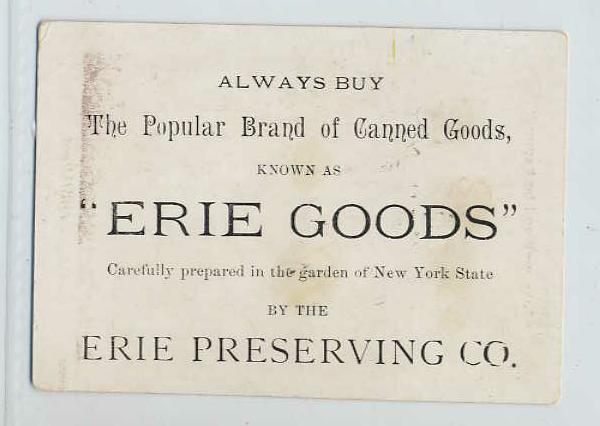 ALWAYS BUY
The Popular Brand of Canned Goods,
KNOWN AS
"ERIE GOODS"
Carefully prepared in the garden of New York State
BY THE
ERIE PRESERVING CO.